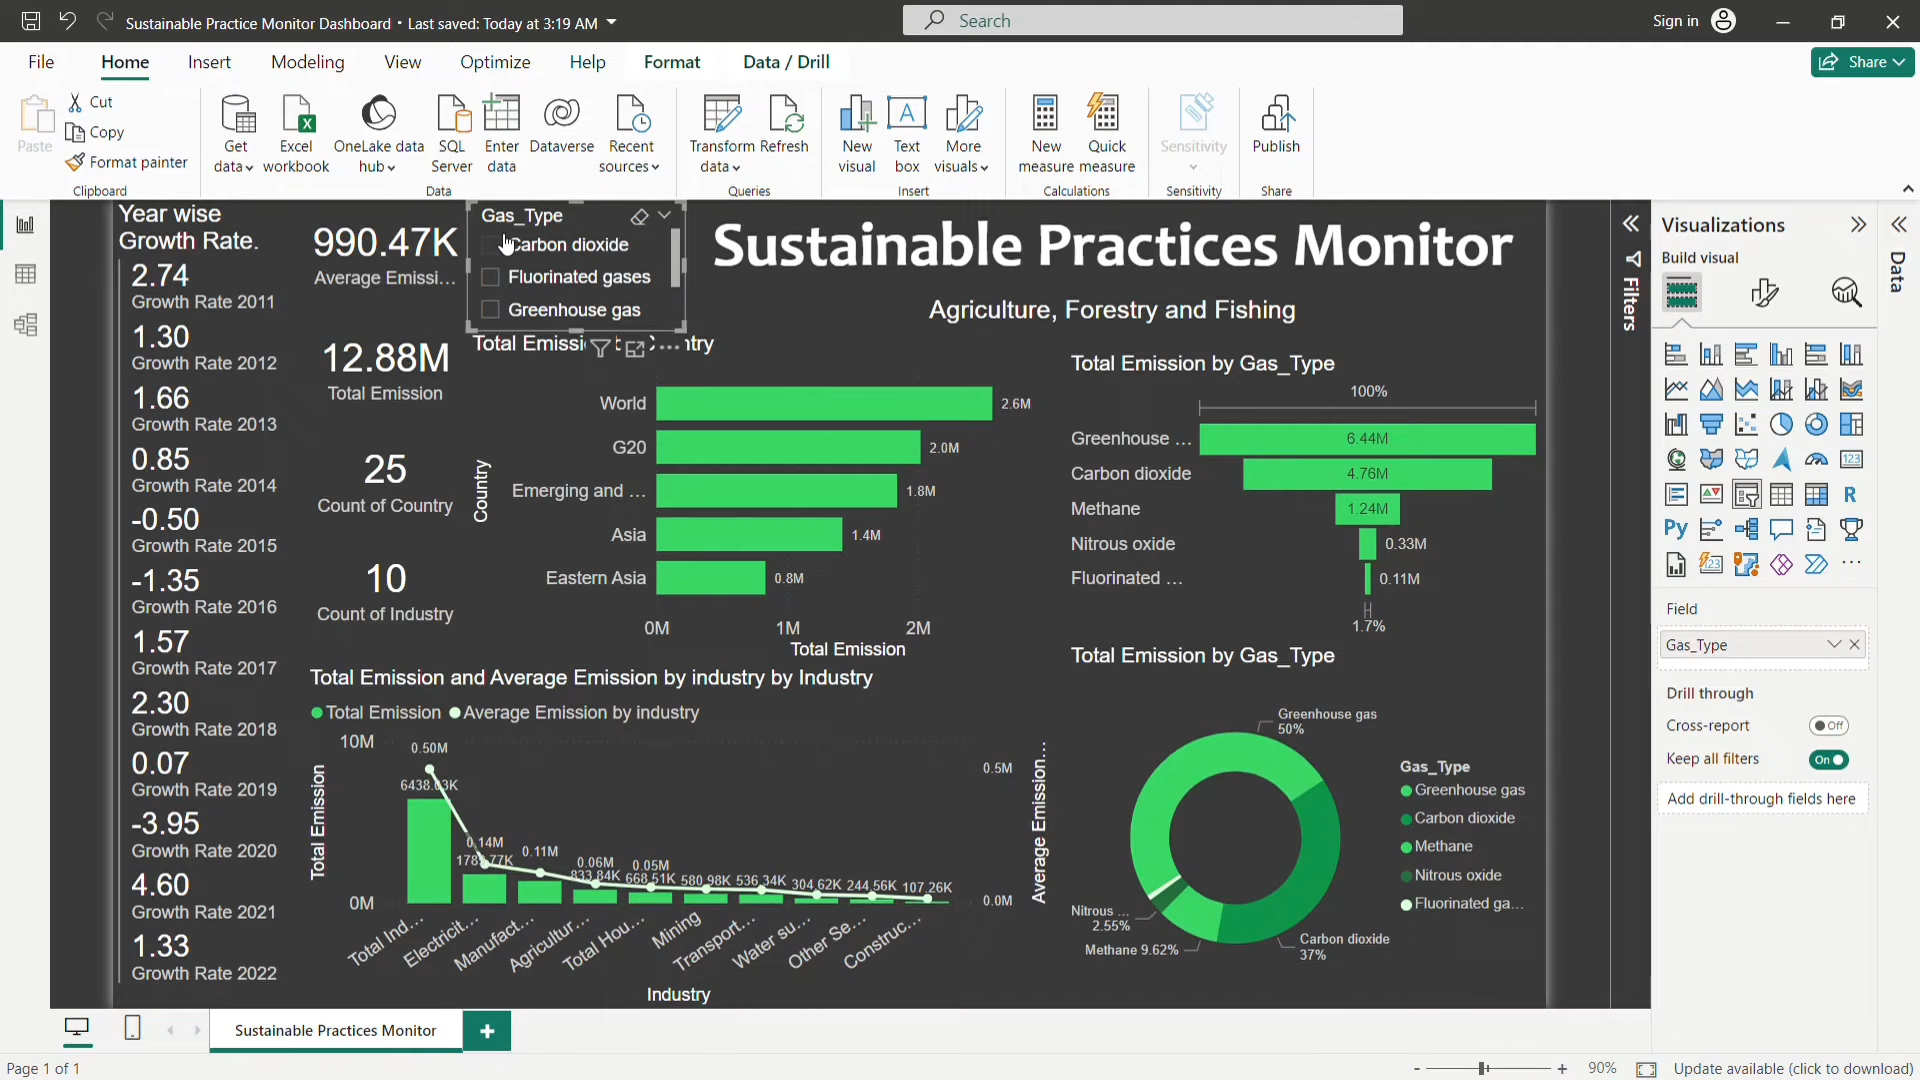 Sustainable Practice Monitor Dashboard • Last saved: Today at 3:19 AM
Search
Sign in
File
Home
Insert
Modeling
View
Optimize
Help
Format
Data / Drill
Share
Paste
Cut
Copy
Format painter
Clipboard
Get data
Excel workbook
OneLake data hub
SQL Server
Enter data
Dataverse
Recent sources
Data
Transform data
Refresh
Queries
New visual
Text box
More visuals
Insert
New measure
Quick measure
Calculations
Sensitivity
Sensitivity
Publish
Share
Year wise
Growth Rate.
2.74
Growth Rate 2011
1.30
Growth Rate 2012
1.66
Growth Rate 2013
0.85
Growth Rate 2014
-0.50
Growth Rate 2015
-1.35
Growth Rate 2016
1.57
Growth Rate 2017
2.30
Growth Rate 2018
0.07
Growth Rate 2019
-3.95
Growth Rate 2020
4.60
Growth Rate 2021
1.33
Growth Rate 2022
990.47K
Average Emissi...
12.88M
Total Emission
25
Count of Country
10
Count of Industry
Gas_Type
Carbon dioxide
Fluorinated gases
Greenhouse gas
Sustainable Practices Monitor
Agriculture, Forestry and Fishing
Total Emissi
ntry
Country
World
2.6M
G20
2.0M
Emerging and ...
1.8M
Asia
1.4M
Eastern Asia
0.8M
0M
1M
2M
Total Emission
Total Emission by Gas_Type
100%
Greenhouse ...
6.44M
Carbon dioxide
4.76M
Methane
1.24M
Nitrous oxide
0.33M
Fluorinated ...
0.11M
1.7%
Total Emission and Average Emission by industry by Industry
Total Emission
Average Emission by industry
Total Emission
10M
0M
0.50M
6438.03K
0.14M
0.11M
0.06M
833.84K
0.05M
668.51K
580.98K
536.34K
304.62K
244.56K
107.26K
0.5M
0.0M
Average Emission...
Total Ind...
Electricit...
Manufact...
Agricultur...
Total Hou...
Mining
Transport...
Water su...
Other Se...
Construc...
Industry
Total Emission by Gas_Type
Greenhouse gas
50%
Nitrous ...
2.55%
Methane 9.62%
Carbon dioxide
37%
Gas_Type
Greenhouse gas
Carbon dioxide
Methane
Nitrous oxide
Fluorinated ga...
Filters
Visualizations
Build visual
123
R
Py
123
Field
Gas_Type
Drill through
Cross-report
Off
Keep all filters
On
Add drill-through fields here
Data
Sustainable Practices Monitor
Page 1 of 1
90%
Update available (click to download)